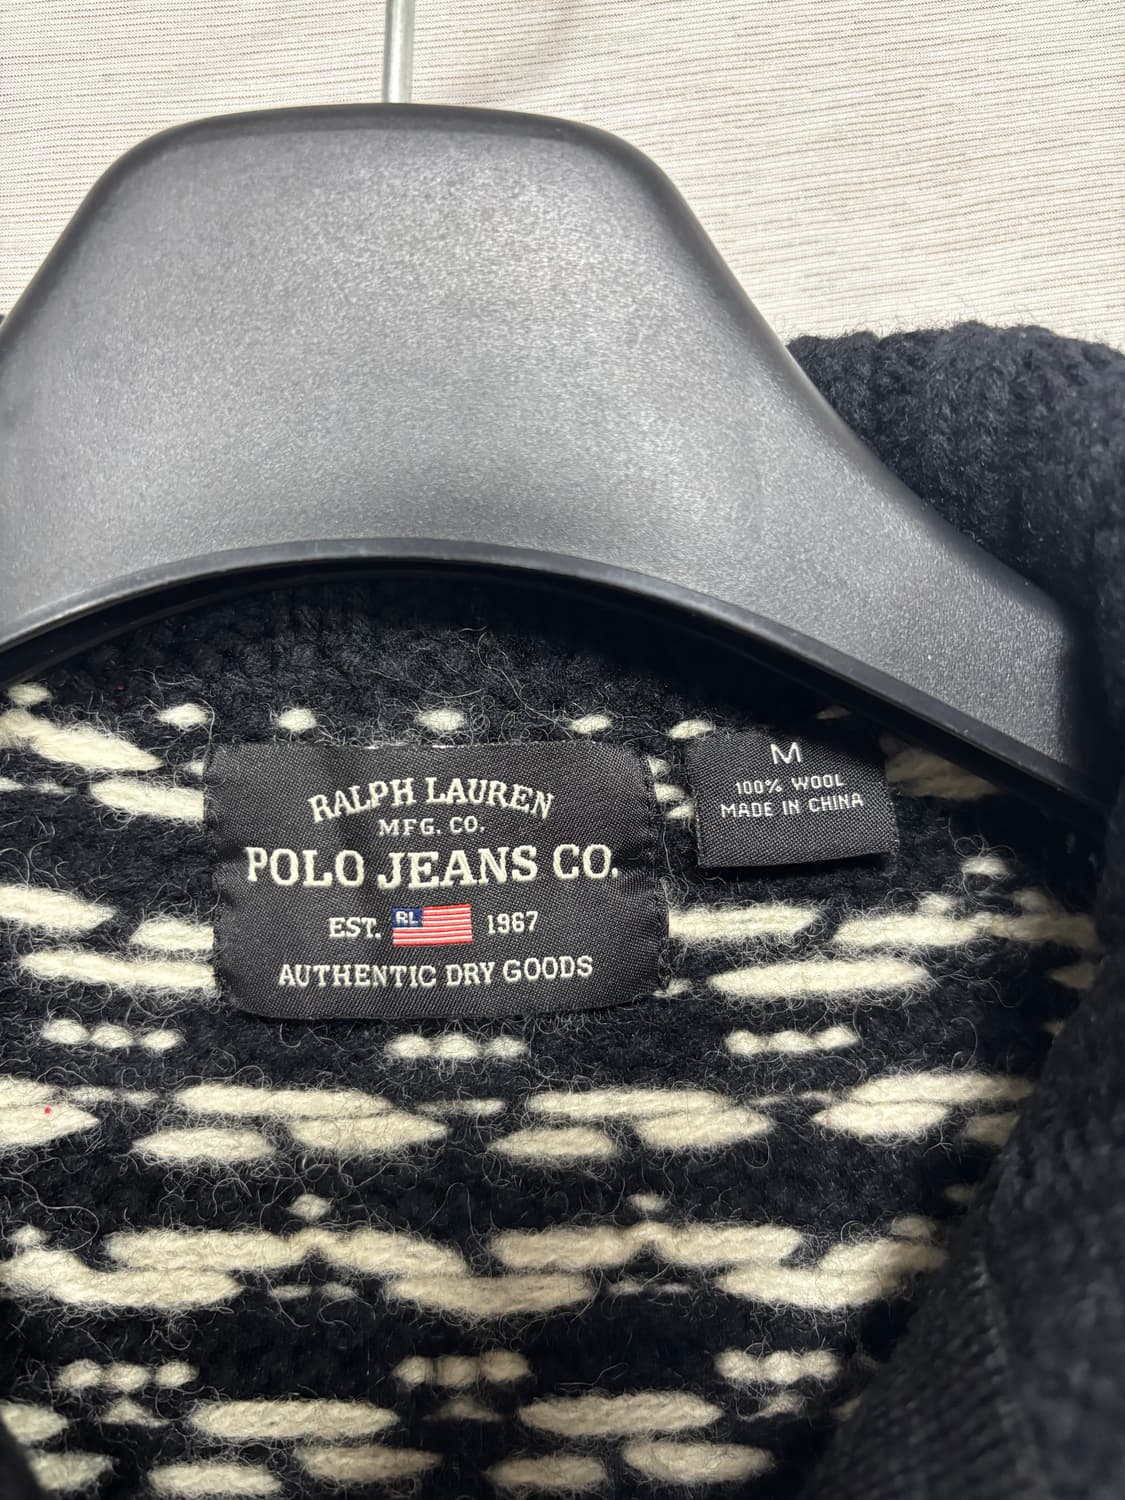 RALPH LAUREN
MFG. CO.
POLO JEANS CO.
EST. RL 1967
AUTHENTIC DRY GOODS
M
100% WOOL
MADE IN CHINA